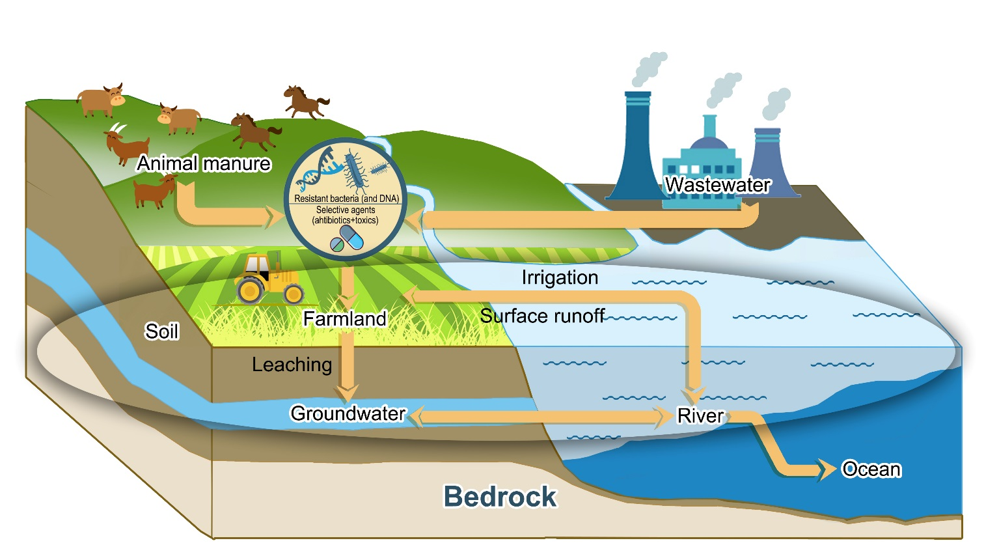 Animal manure
Wastewater
Resistant bacteria (and DNA)
Selective agents
(ahtibiotics+toxics)
Irrigation
Surface runoff
Farmland
Soil
Leaching
Groundwater
River
Ocean
Bedrock